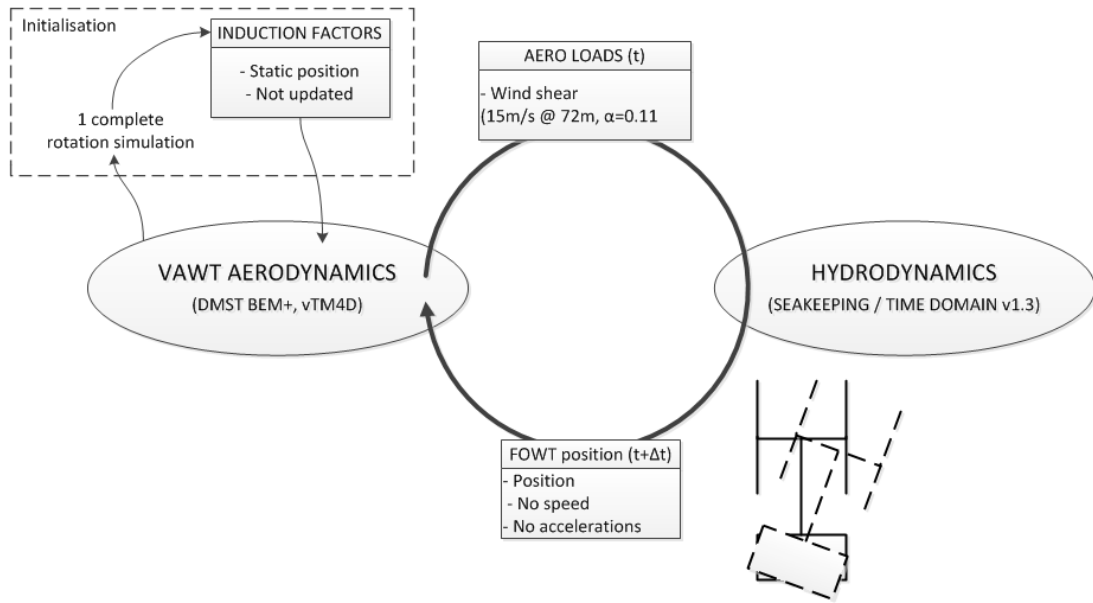 Initialisation
INDUCTION FACTORS
- Static position
- Not updated
1 complete
rotation simulation
AERO LOADS (t)
- Wind shear
(15m/s @ 72m, α=0.11
VAWT AERODYNAMICS
(DMST BEM+, vTM4D)
HYDRODYNAMICS
(SEAKEEPING / TIME DOMAIN v1.3)
FOWT position (t+Δt)
- Position
- No speed
- No accelerations